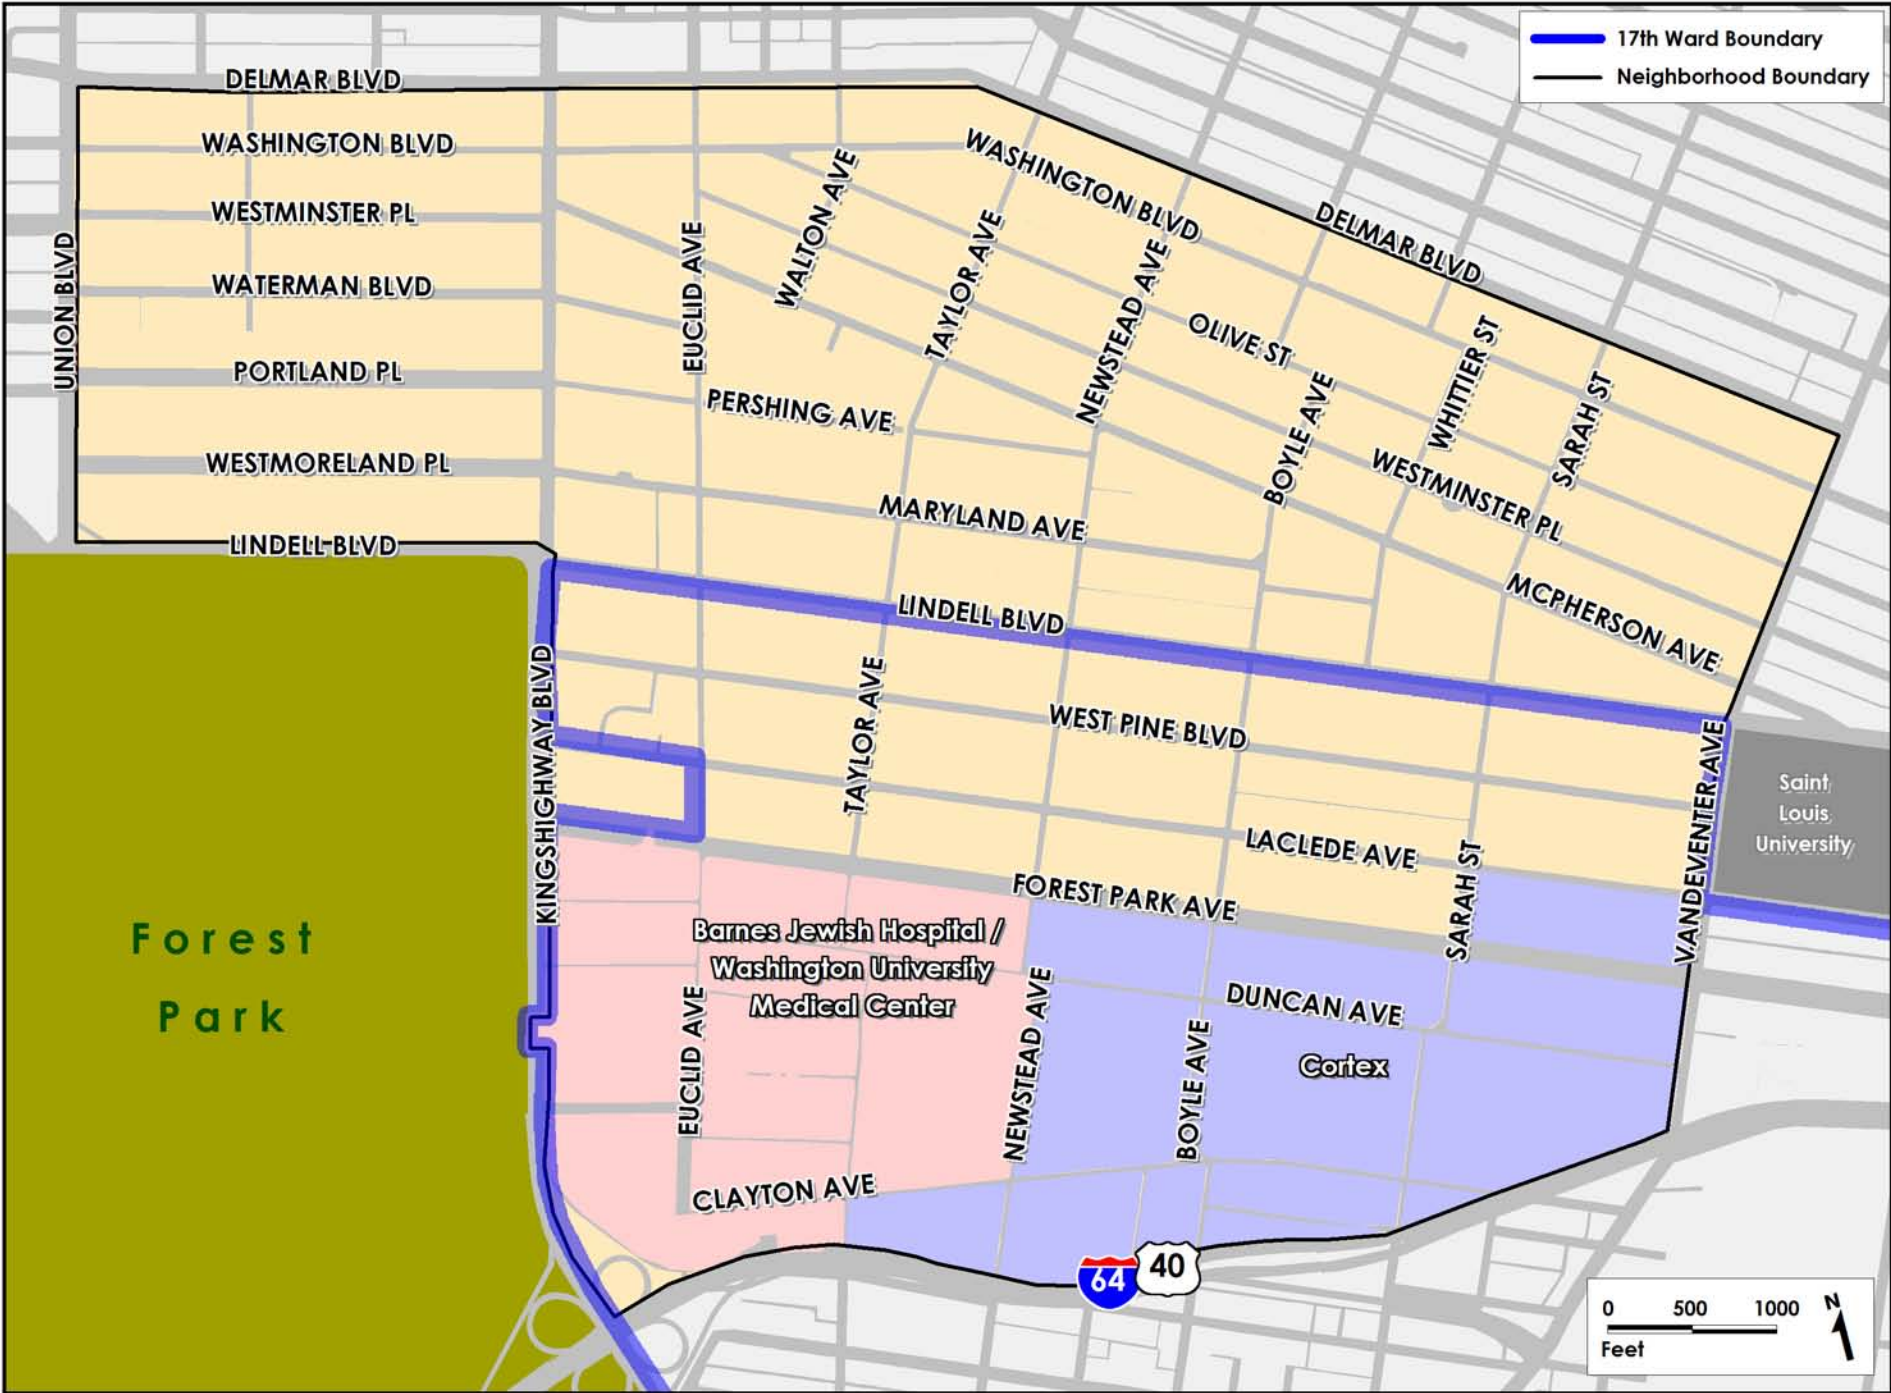 17th Ward Boundary
Neighborhood Boundary
DELMAR BLVD
WASHINGTON BLVD
WASHINGTON BLVD
WALTON AVE
WESTMINSTER PL
DELMAR BLVD
UNION BLVD
EUCLID AVE
TAYLOR AVE
NEWSTEAD AVE
WATERMAN BLVD
OLIVE ST
WHITTIER ST
PORTLAND PL
PERSHING AVE
BOYLE AVE
SARAH ST
WESTMORELAND PL
WESTMINSTER PL
MARYLAND AVE
LINDELL BLVD
LINDELL BLVD
MCPHERSON AVE
KINGSHIGHWAY BLVD
TAYLOR AVE
WEST PINE BLVD
VANDEVENTER AVE
Saint
Louis
University
LACLEDE AVE
SARAH ST
FOREST PARK AVE
Forest
Park
Barnes Jewish Hospital /
Washington University
Medical Center
EUCLID AVE
NEWSTEAD AVE
DUNCAN AVE
BOYLE AVE
Cortex
CLAYTON AVE
64
40
0 500 1000
Feet
N